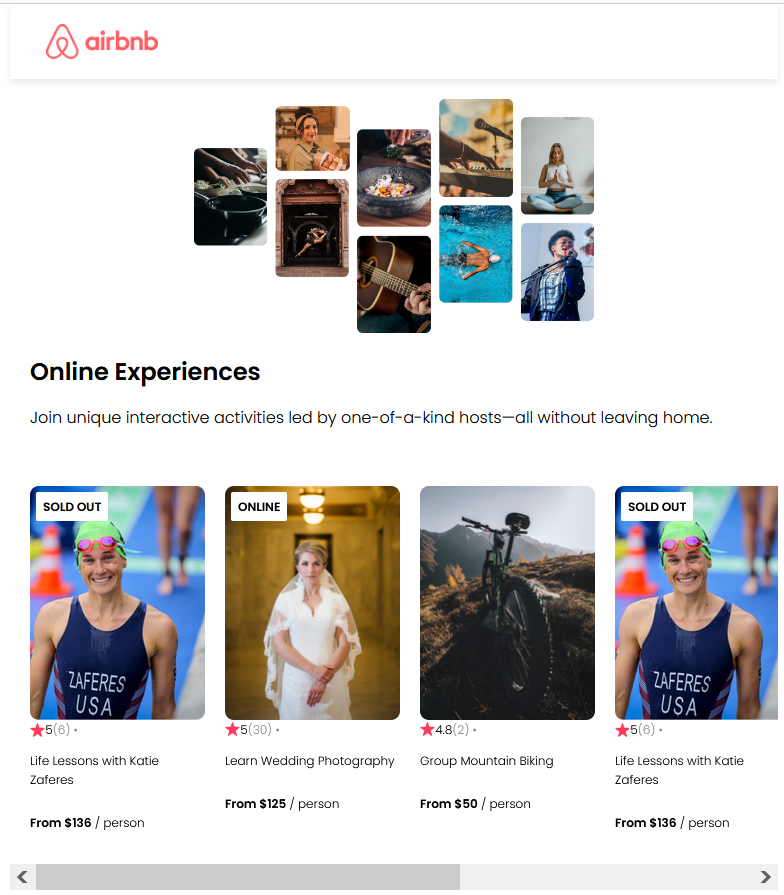 airbnb
Online Experiences
Join unique interactive activities led by one-of-a-kind hosts—all without leaving home.
SOLD OUT
ZAFERES
USA
5(6) •
Life Lessons with Katie
Zaferes
From $136 / person
ONLINE
5(30) •
Learn Wedding Photography
From $125 / person
4.8(2) •
Group Mountain Biking
From $50 / person
SOLD OUT
ZAFERES
USA
5(6) •
Life Lessons with Katie
Zaferes
From $136 / person